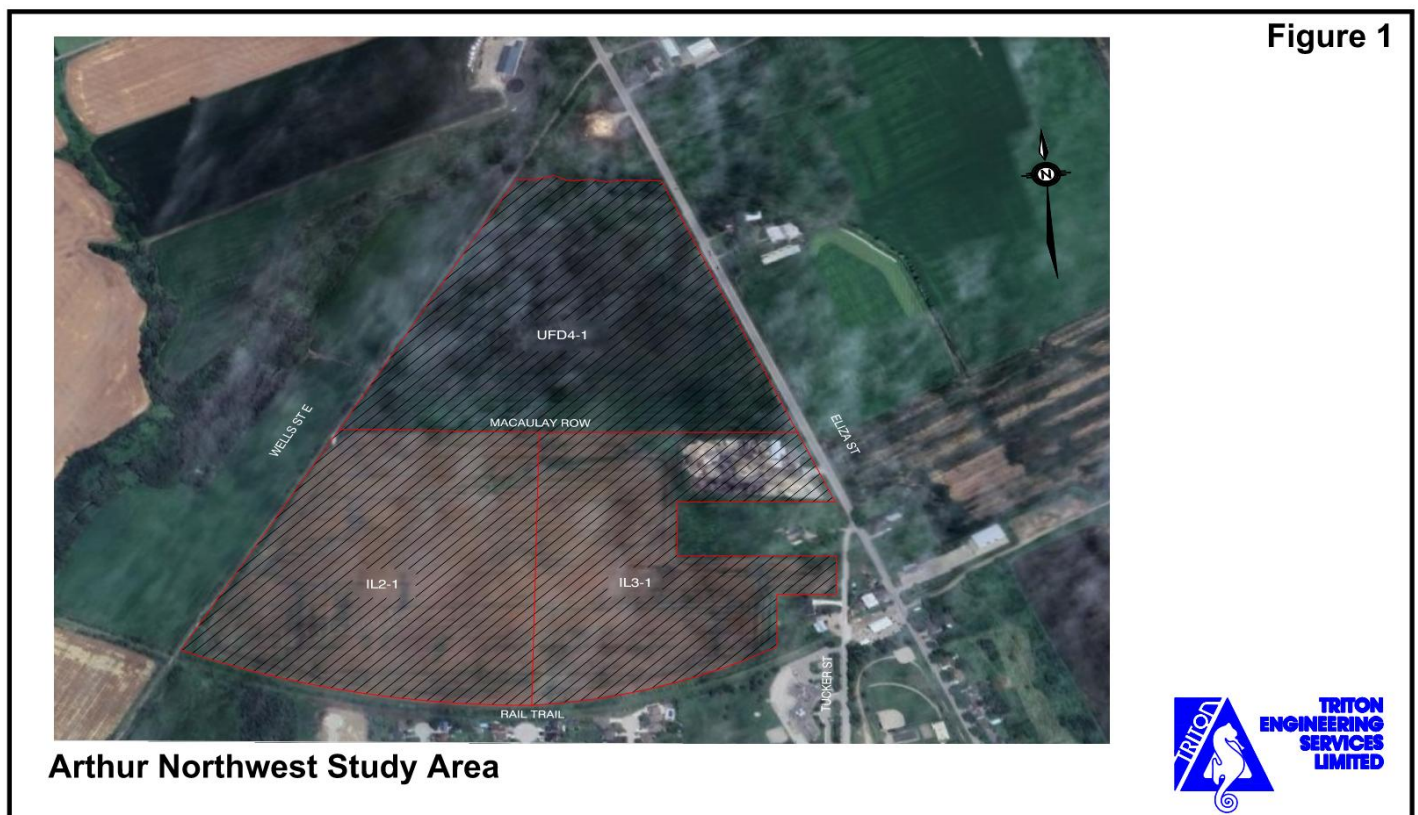 Figure 1
N
UFD4-1
MACAULAY ROW
WELLS ST E
ELIZA ST
IL2-1
IL3-1
TUCKER ST
RAIL TRAIL
Arthur Northwest Study Area
TRITON
TRITON
ENGINEERING
SERVICES
LIMITED